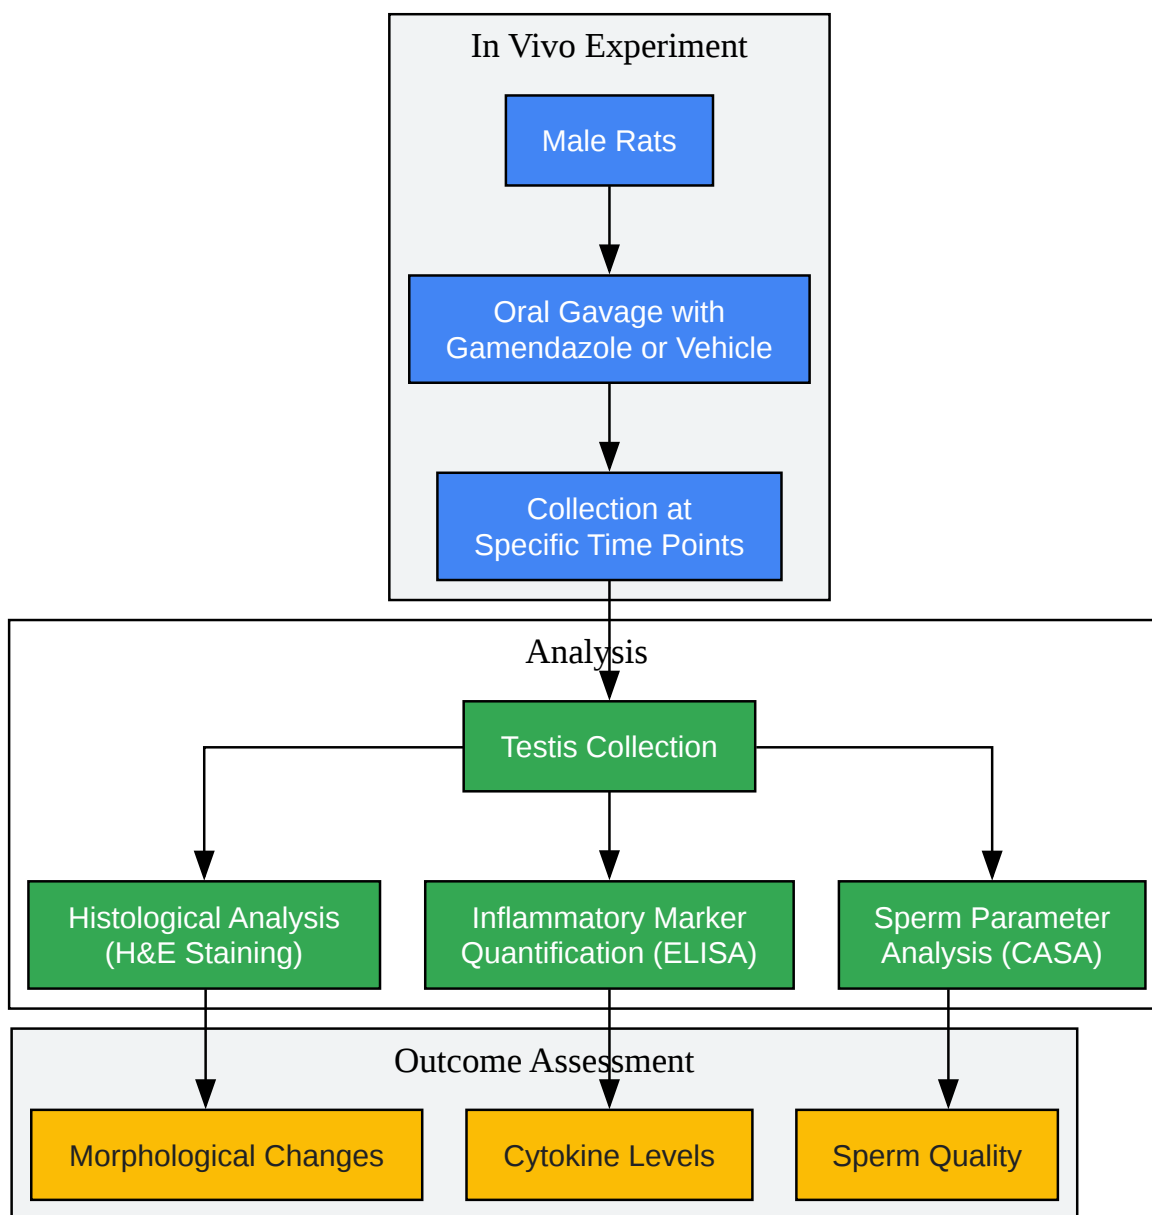 In Vivo Experiment
Male Rats
Oral Gavage with
Gamendazole or Vehicle
Collection at
Specific Time Points
Analysis
Testis Collection
Histological Analysis
(H&E Staining)
Inflammatory Marker
Quantification (ELISA)
Sperm Parameter
Analysis (CASA)
Outcome Assessment
Morphological Changes
Cytokine Levels
Sperm Quality